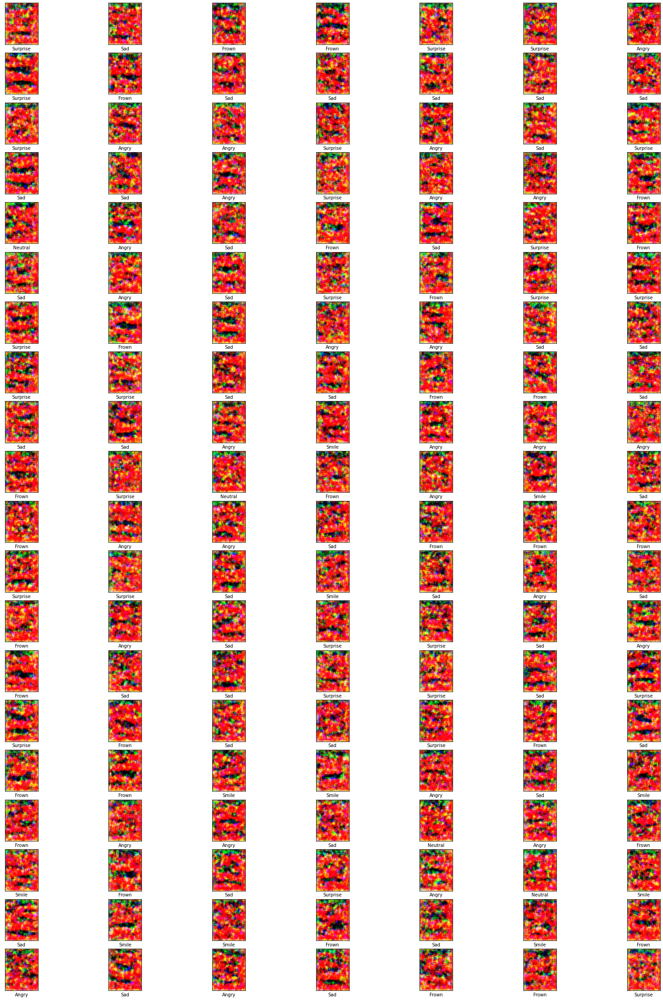 Surprise Sad Frown Frown Surprise Surprise Angry
Surprise Frown Sad Sad Sad Sad Sad
Surprise Angry Angry Surprise Angry Sad Surprise
Sad Sad Angry Surprise Angry Angry Frown
Neutral Angry Sad Frown Sad Surprise Frown
Sad Angry Sad Surprise Frown Surprise Surprise
Surprise Frown Sad Angry Angry Sad Sad
Surprise Surprise Sad Sad Frown Frown Sad
Sad Sad Angry Smile Angry Angry Angry
Frown Surprise Neutral Frown Angry Smile Sad
Frown Angry Angry Sad Frown Frown Frown
Surprise Surprise Sad Smile Sad Angry Sad
Frown Angry Sad Surprise Surprise Sad Angry
Frown Sad Sad Surprise Surprise Sad Surprise
Surprise Frown Sad Sad Surprise Frown Sad
Frown Frown Smile Smile Angry Sad Smile
Frown Angry Angry Sad Neutral Angry Frown
Smile Frown Sad Surprise Angry Neutral Smile
Sad Smile Smile Frown Sad Smile Frown
Angry Sad Angry Sad Frown Frown Surprise